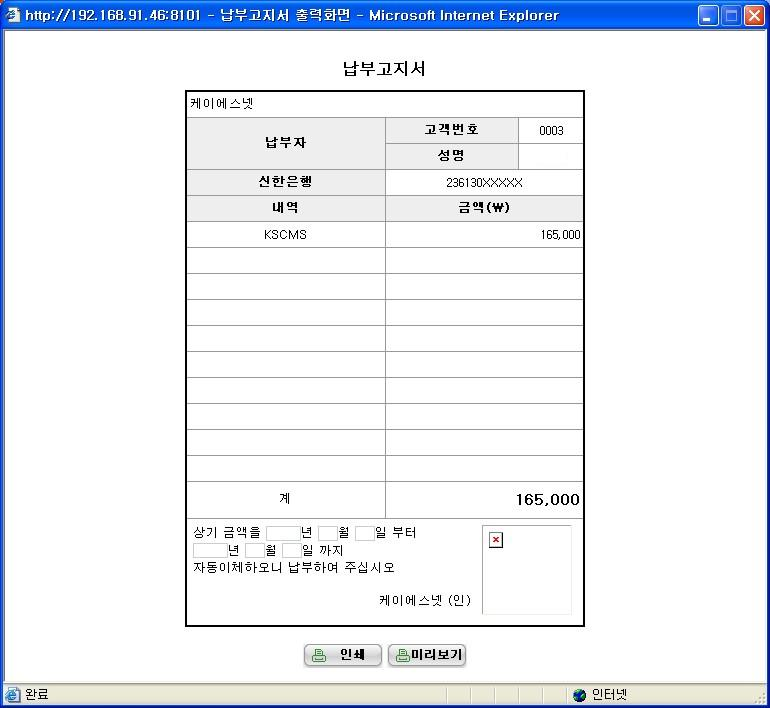 http://192.168.91.46:8101 - 납부고지서 출력화면 - Microsoft Internet Explorer
납부고지서
케이에스넷
납부자
고객번호 0003
성명
신한은행 236130XXXXX
내역 금액(₩)
KSCMS 165,000
계 165,000
상기 금액을 년 월 일 부터
년 월 일 까지
자동이체하오니 납부하여 주십시오
케이에스넷 (인)
인쇄 미리보기
완료 인터넷